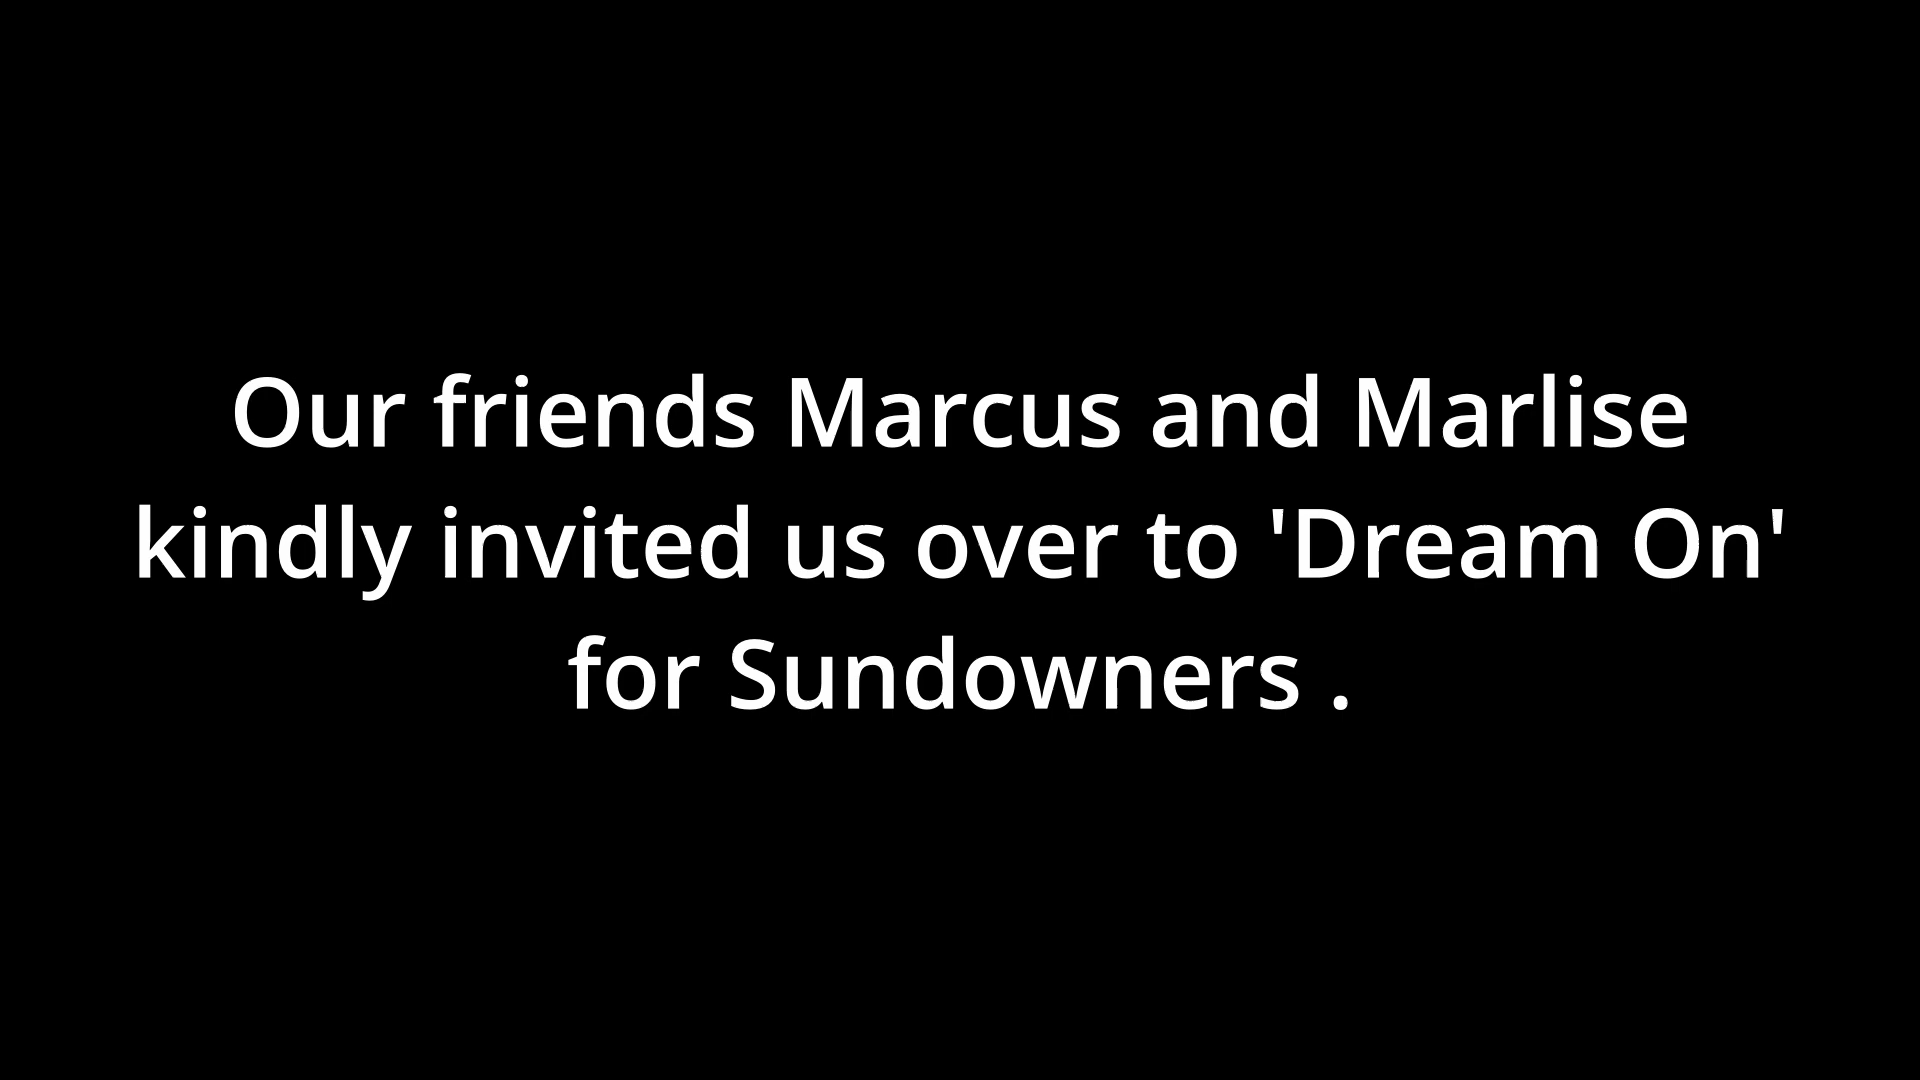 Our friends Marcus and Marlise
kindly invited us over to 'Dream On'
for Sundowners .